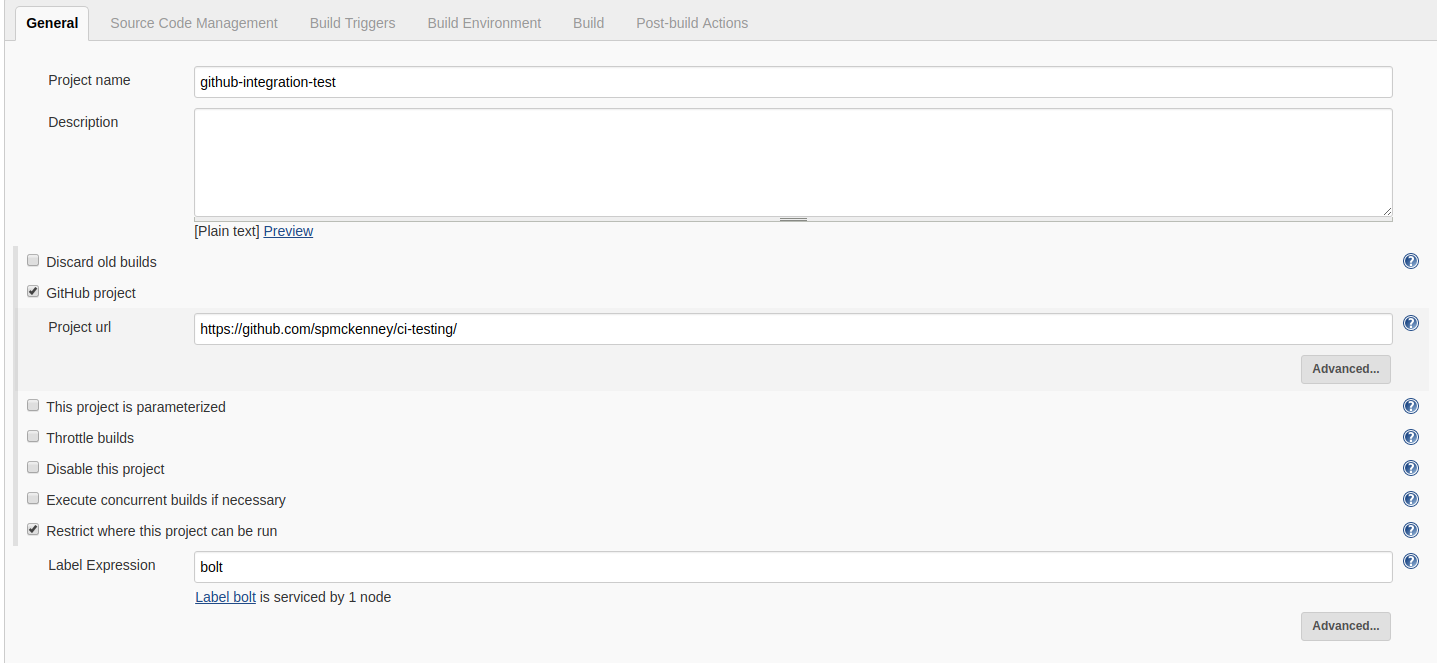 General Source Code Management Build Triggers Build Environment Build Post-build Actions
Project name github-integration-test
Description
[Plain text] Preview
Discard old builds ?
GitHub project
Project url https://github.com/spmckenney/ci-testing/ ?
Advanced...
This project is parameterized ?
Throttle builds ?
Disable this project ?
Execute concurrent builds if necessary ?
Restrict where this project can be run ?
Label Expression bolt ?
Label bolt is serviced by 1 node
Advanced...